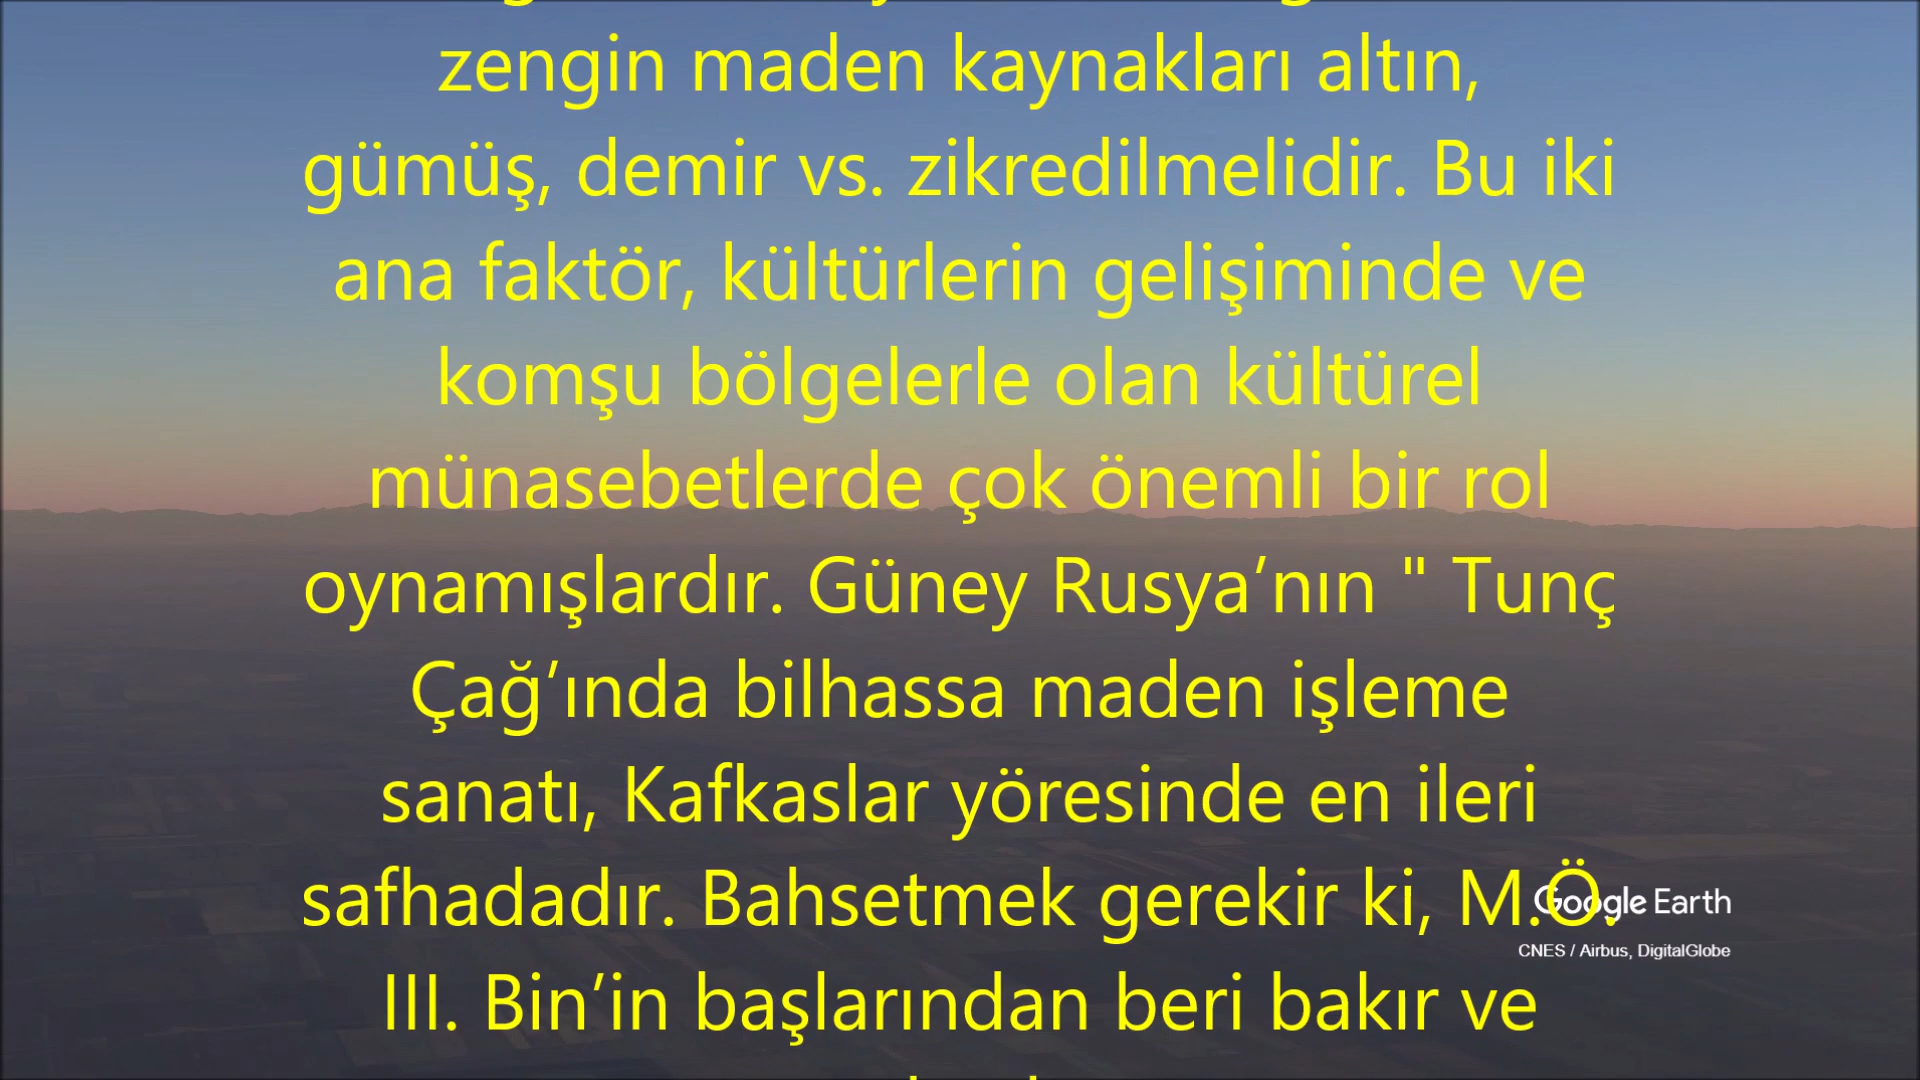 zengin maden kaynakları altın,
gümüş, demir vs. zikredilmelidir. Bu iki
ana faktör, kültürlerin gelişiminde ve
komşu bölgelerle olan kültürel
münasebetlerde çok önemli bir rol
oynamışlardır. Güney Rusya’nın " Tunç
Çağ’ında bilhassa maden işleme
sanatı, Kafkaslar yöresinde en ileri
safhadadır. Bahsetmek gerekir ki, M.Ö.
Google Earth
CNES / Airbus, DigitalGlobe
III. Bin’in başlarından beri bakır ve